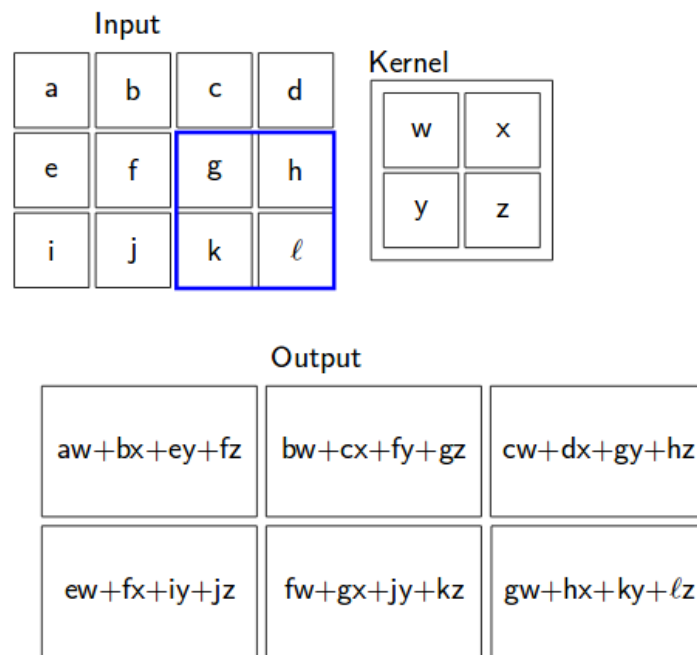 Input
Kernel
a b c d
w x
e f g h
y z
i j k ℓ
Output
aw+bx+ey+fz bw+cx+fy+gz cw+dx+gy+hz
ew+fx+iy+jz fw+gx+jy+kz gw+hx+ky+ℓz